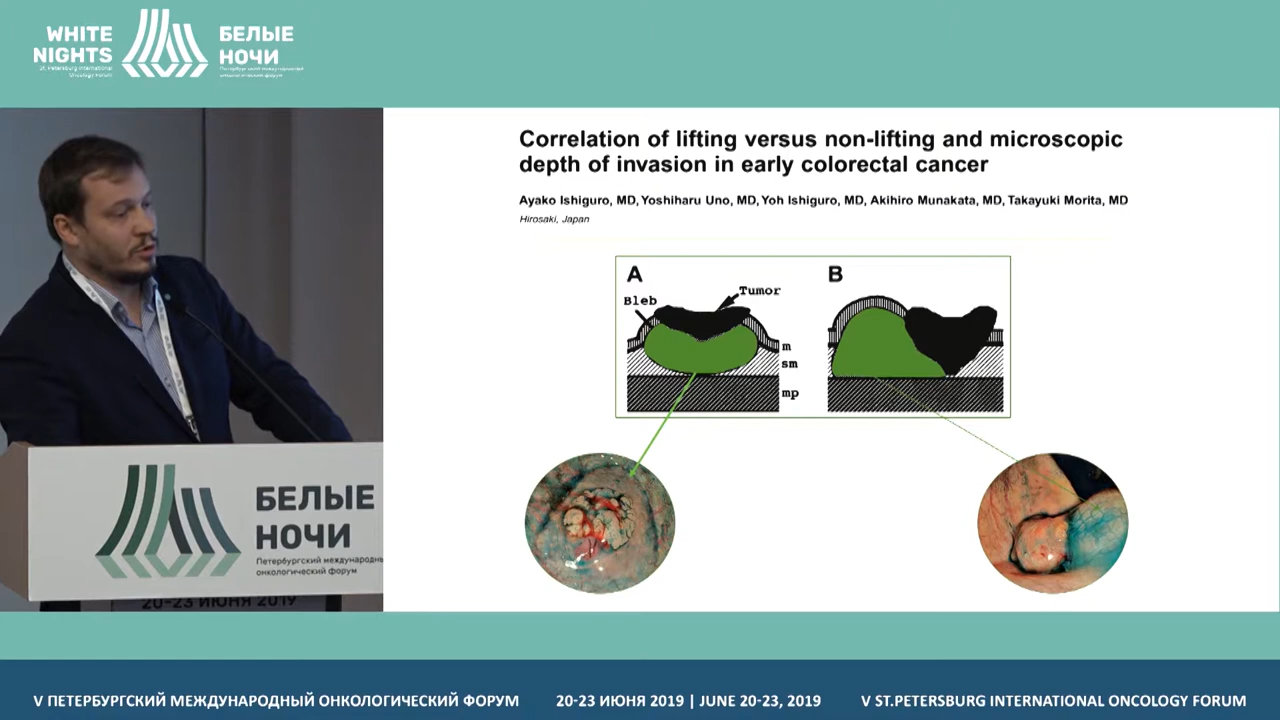 WHITE
NIGHTS
St. Petersburg International
Oncology Forum
БЕЛЫЕ
НОЧИ
Петербургский международный
онкологический форум
Correlation of lifting versus non-lifting and microscopic
depth of invasion in early colorectal cancer
Ayako Ishiguro, MD, Yoshiharu Uno, MD, Yoh Ishiguro, MD, Akihiro Munakata, MD, Takayuki Morita, MD
Hirosaki, Japan
A
B
Tumor
Bleb
m
sm
mp
БЕЛЫЕ
НОЧИ
Петербургский международны
онкологический форум
20-23 ИЮНЯ 2019
V ПЕТЕРБУРГСКИЙ МЕЖДУНАРОДНЫЙ ОНКОЛОГИЧЕСКИЙ ФОРУМ 20-23 ИЮНЯ 2019 | JUNE 20-23, 2019 V ST.PETERSBURG INTERNATIONAL ONCOLOGY FORUM